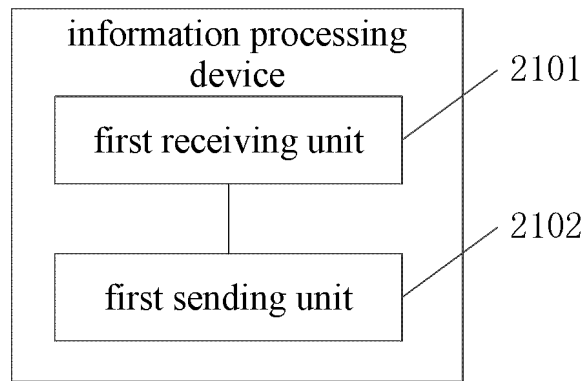 information processing
device
2101
first receiving unit
2102
first sending unit